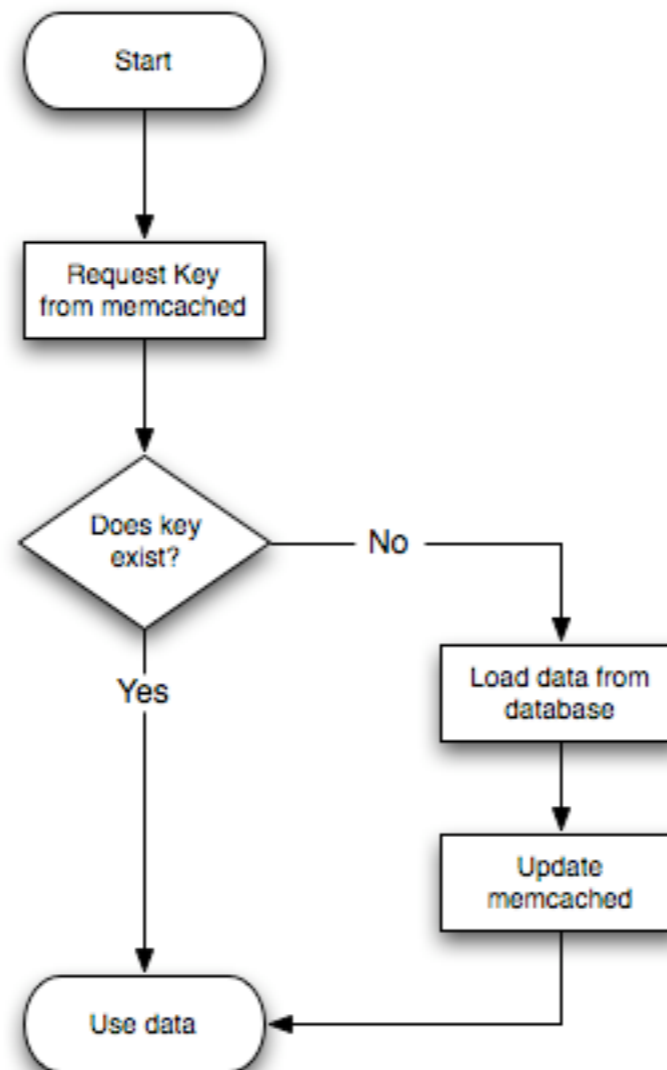 Start
Request Key
from memcached
Does key
exist?
No
Yes
Load data from
database
Update
memcached
Use data